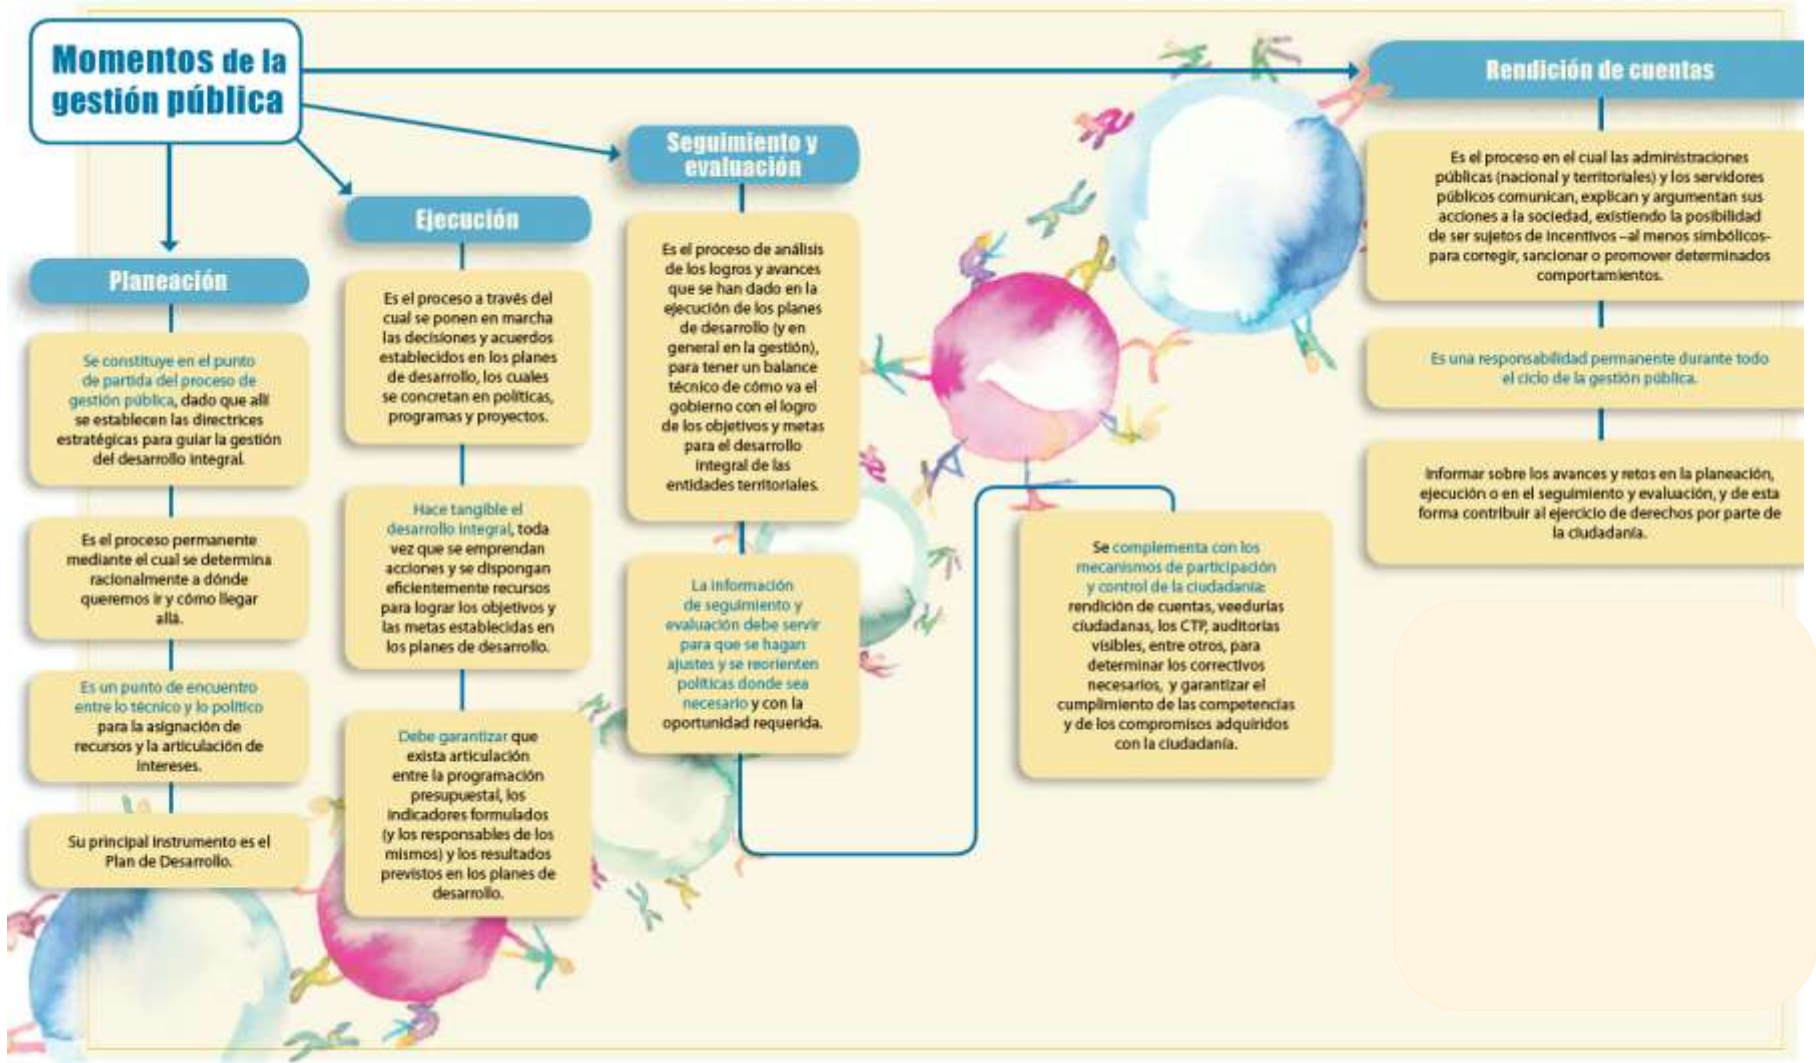 Momentos de la
gestión pública
Planeación
Se constituye en el punto
de partida del proceso de
gestión pública, dado que allí
se establecen las directrices
estratégicas para guiar la gestión
del desarrollo integral.
Es el proceso permanente
mediante el cual se determina
racionalmente a dónde
queremos ir y cómo llegar
allá.
Es un punto de encuentro
entre lo técnico y lo político
para la asignación de
recursos y la articulación de
intereses.
Su principal instrumento es el
Plan de Desarrollo.
Ejecución
Es el proceso a través del
cual se ponen en marcha
las decisiones y acuerdos
establecidos en los planes
de desarrollo, los cuales
se concretan en políticas,
programas y proyectos.
Hace tangible el
desarrollo integral, toda
vez que se emprendan
acciones y se dispongan
eficientemente recursos
para lograr los objetivos y
las metas establecidas en
los planes de desarrollo.
Debe garantizar que
exista articulación
entre la programación
presupuestal, los
indicadores formulados
(y los responsables de los
mismos) y los resultados
previstos en los planes de
desarrollo.
Seguimiento y
evaluación
Es el proceso de análisis
de los logros y avances
que se han dado en la
ejecución de los planes
de desarrollo (y en
general en la gestión),
para tener un balance
técnico de cómo va el
gobierno con el logro
de los objetivos y metas
para el desarrollo
integral de las
entidades territoriales.
La información
de seguimiento y
evaluación debe servir
para que se hagan
ajustes y se reorienten
políticas donde sea
necesario y con la
oportunidad requerida.
Se complementa con los
mecanismos de participación
y control de la ciudadanía:
rendición de cuentas, veedurías
ciudadanas, los CTP, auditorías
visibles, entre otros, para
determinar los correctivos
necesarios, y garantizar el
cumplimiento de las competencias
y de los compromisos adquiridos
con la ciudadanía.
Rendición de cuentas
Es el proceso en el cual las administraciones
públicas (nacional y territoriales) y los servidores
públicos comunican, explican y argumentan sus
acciones a la sociedad, existiendo la posibilidad
de ser sujetos de incentivos –al menos simbólicos–
para corregir, sancionar o promover determinados
comportamientos.
Es una responsabilidad permanente durante todo
el ciclo de la gestión pública.
Informar sobre los avances y retos en la planeación,
ejecución o en el seguimiento y evaluación, y de esta
forma contribuir al ejercicio de derechos por parte de
la ciudadanía.